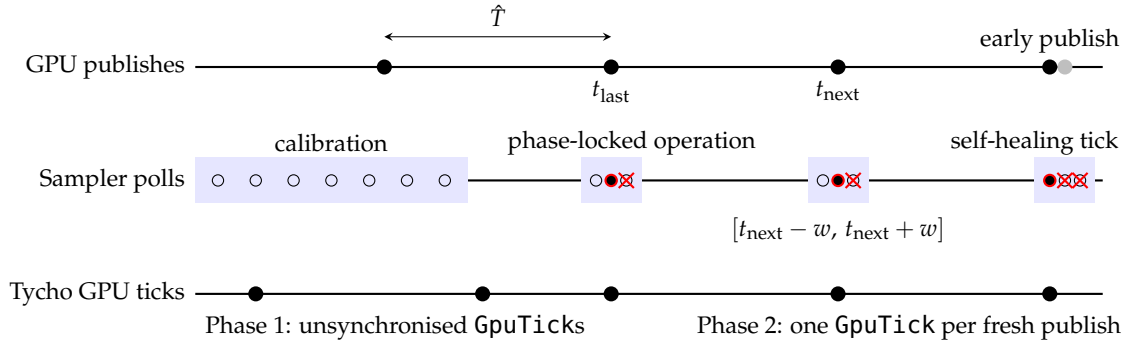 T̂
early publish
GPU publishes
t_last
t_next
calibration
phase-locked operation
self-healing tick
Sampler polls
[t_next − w, t_next + w]
Tycho GPU ticks
Phase 1: unsynchronised GpuTicks
Phase 2: one GpuTick per fresh publish